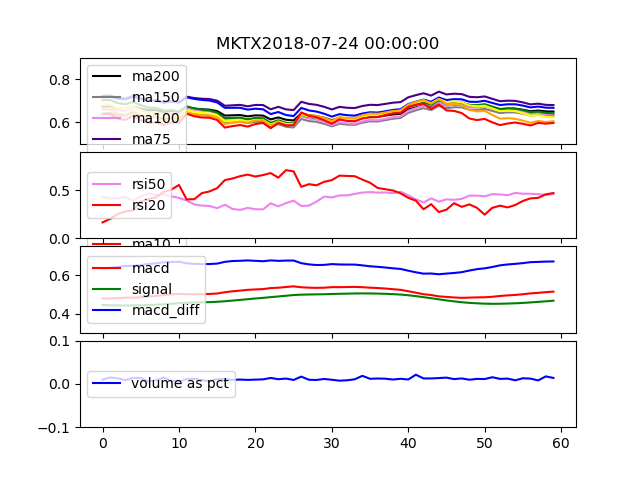 MKTX2018-07-24 00:00:00
0.8
0.6
ma200
ma150
ma100
ma75
0.5
0.0
rsi50
rsi20
ma10
0.6
0.4
macd
signal
macd_diff
0.1
0.0
−0.1
volume as pct
0 10 20 30 40 50 60